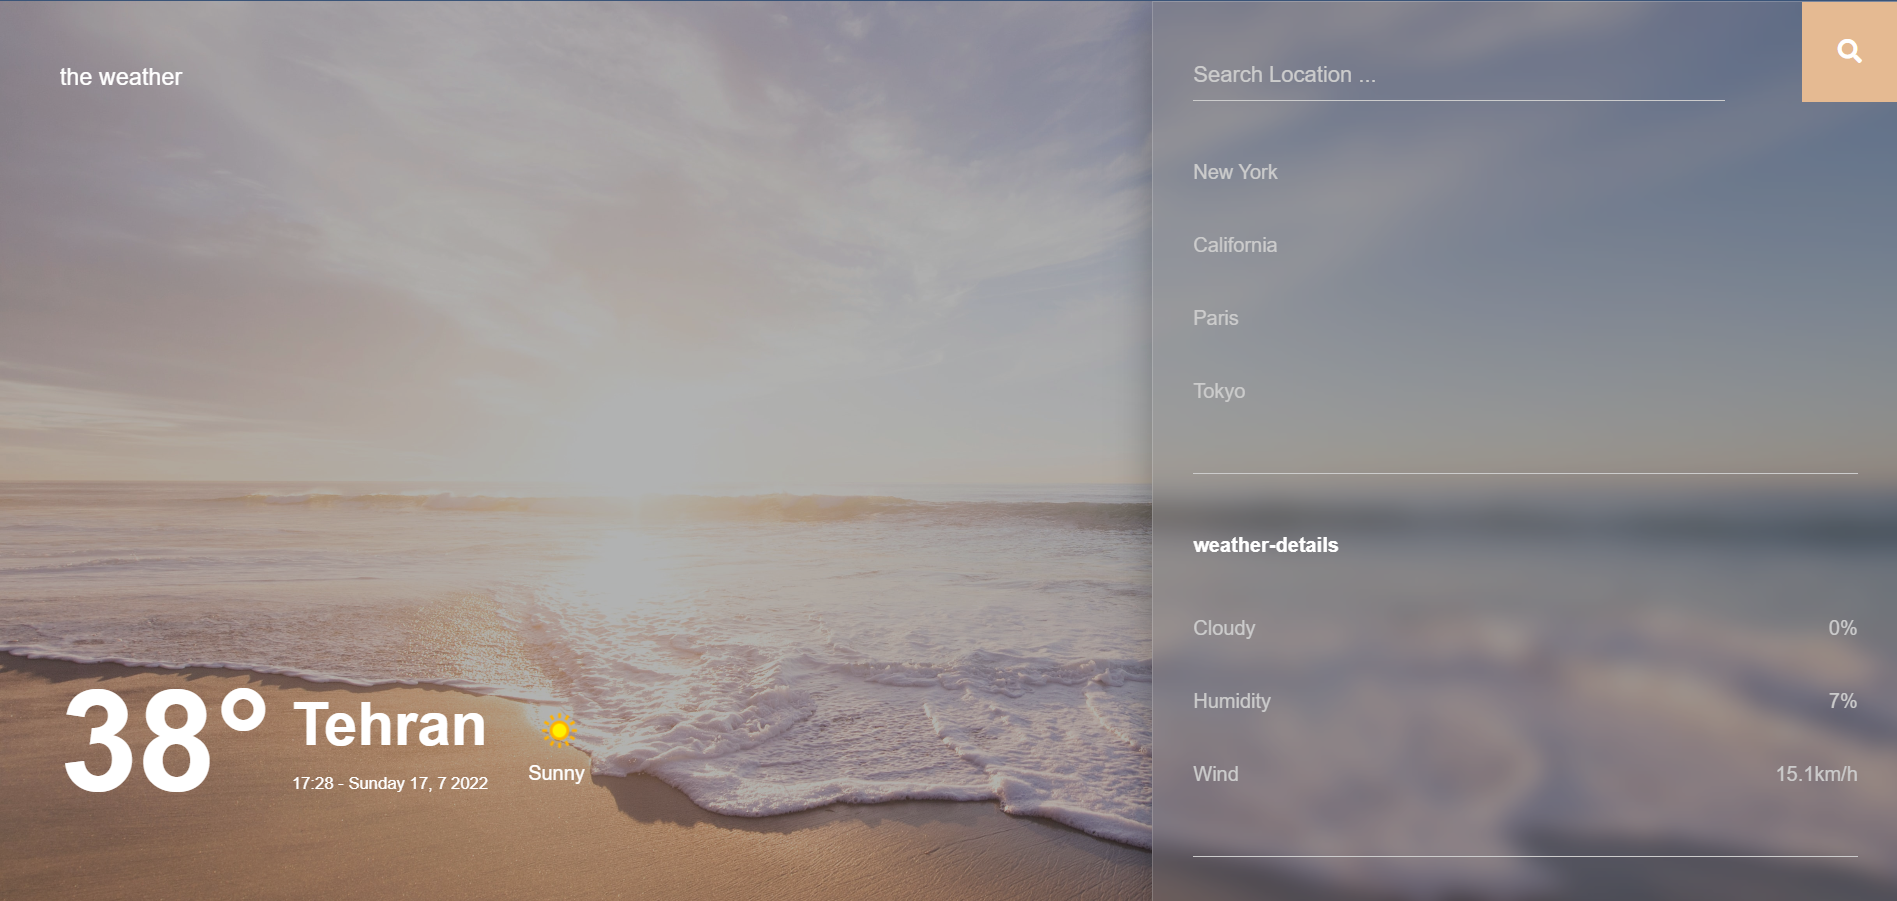 the weather
38° Tehran
17:28 - Sunday 17, 7 2022
Sunny
Search Location ...
New York
California
Paris
Tokyo
weather-details
Cloudy 0%
Humidity 7%
Wind 15.1km/h